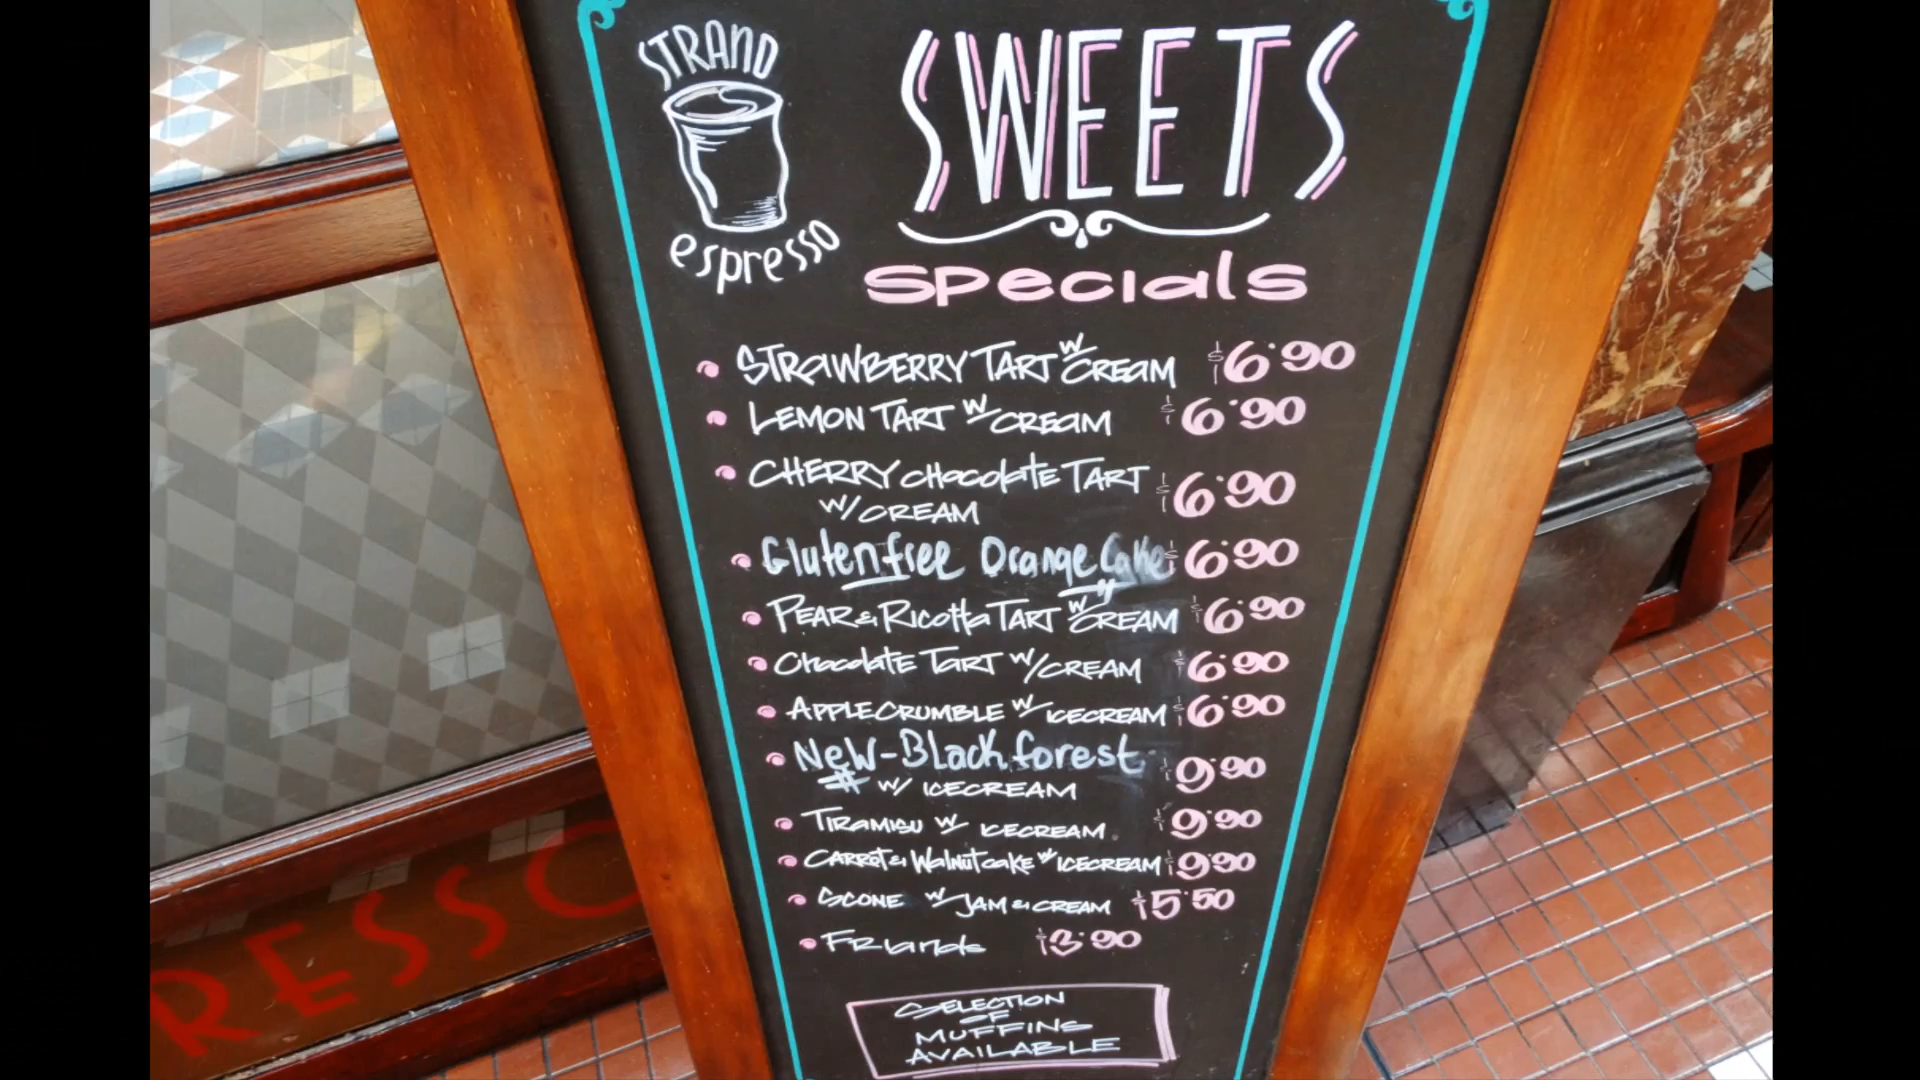 STRAND
espresso
SWEETS
specials
STRAWBERRY TART W/ CREAM $6.90
LEMON TART W/ CREAM $6.90
CHERRY CHOCOLATE TART $6.90
W/ CREAM
Glutenfree Orange Cake $6.90
PEAR & RICOTTA TART W/ CREAM $6.90
CHOCOLATE TART W/ CREAM $6.90
APPLE CRUMBLE W/ ICECREAM $6.90
NEW-Blackforest $9.90
# W/ ICECREAM
TIRAMISU W/ ICECREAM $9.90
CARROT & WALNUT CAKE W/ ICECREAM $9.90
SCONE W/ JAM & CREAM $5.50
FRIANDS $3.90
SELECTION
OF
MUFFINS
AVAILABLE
RESSO